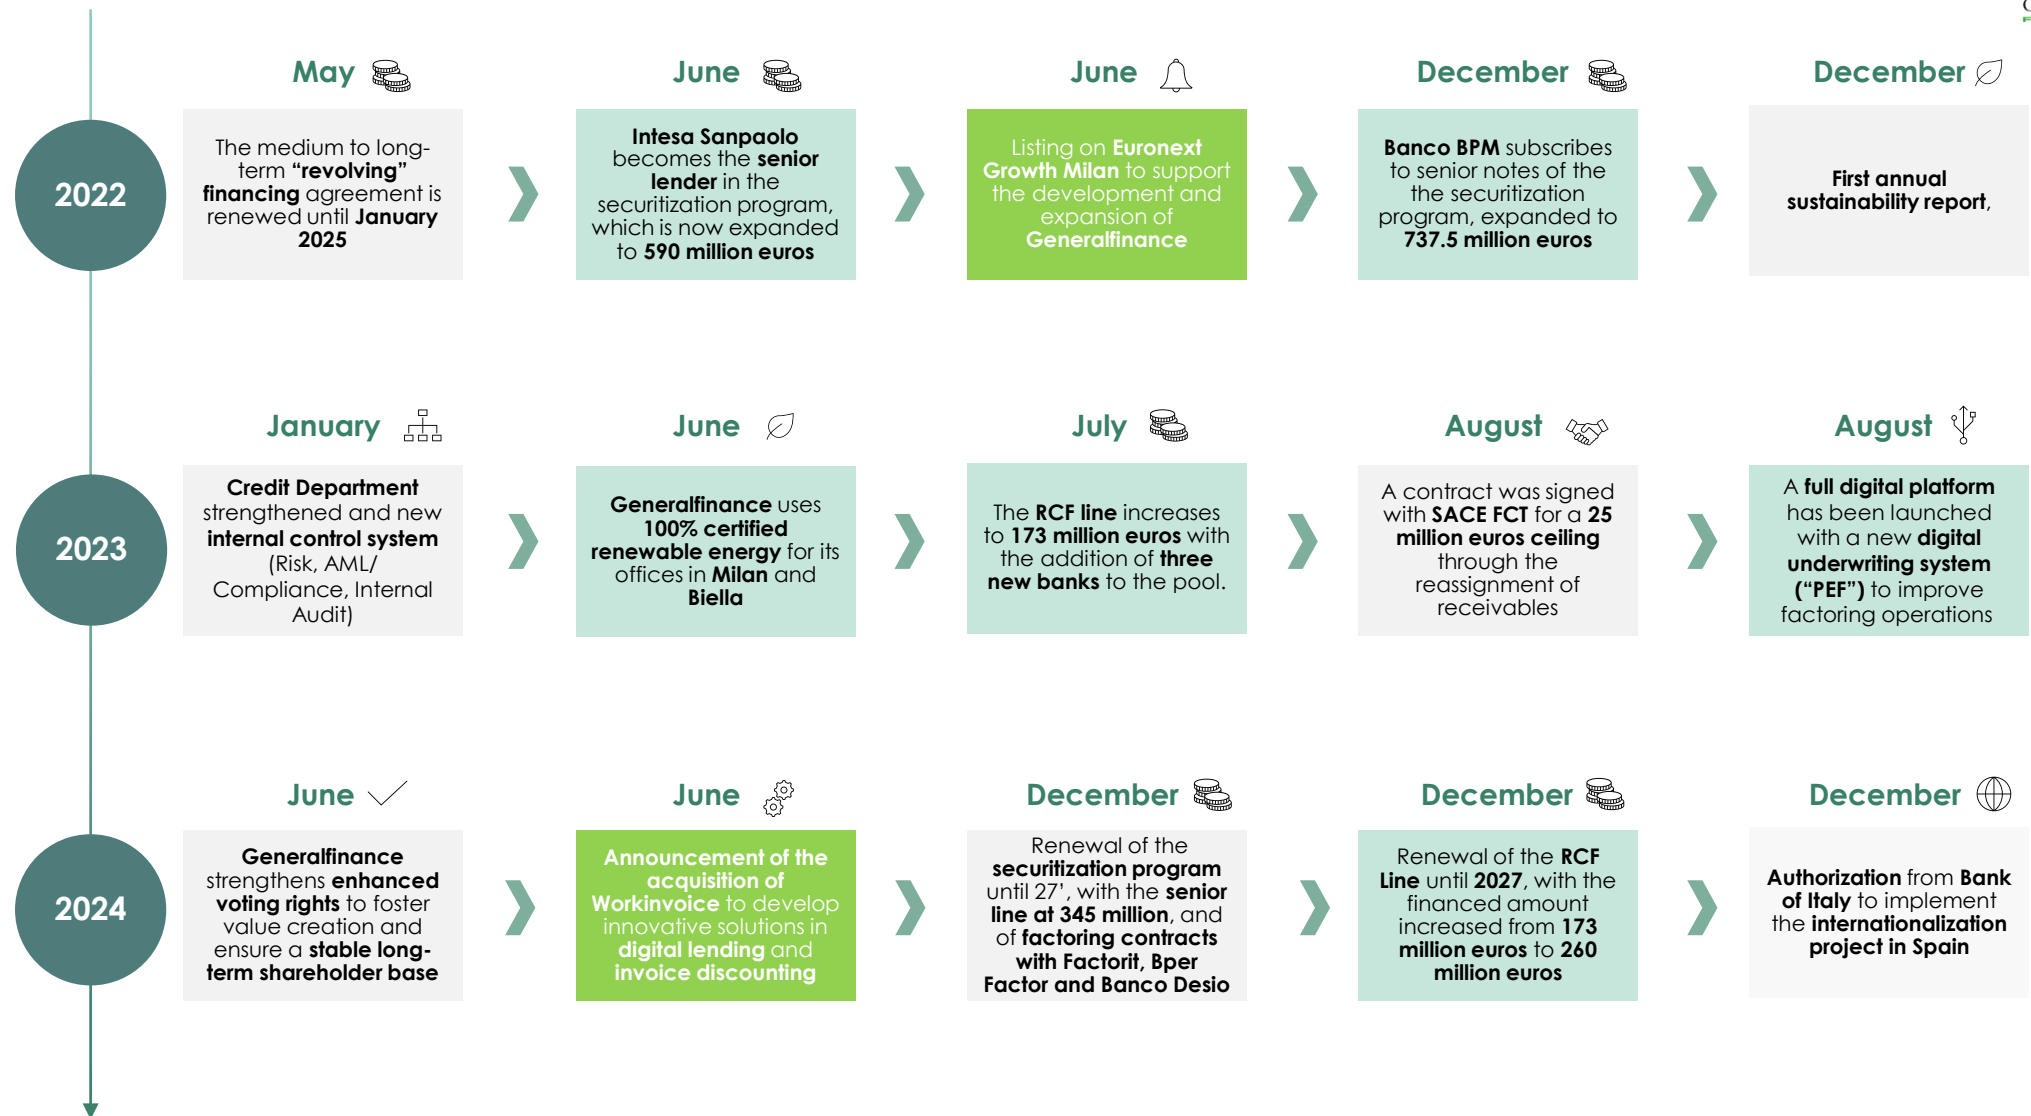 May
June
June
December
December
2022
The medium to long-
term “revolving”
financing agreement is
renewed until January
2025
Intesa Sanpaolo
becomes the senior
lender in the
securitization program,
which is now expanded
to 590 million euros
Listing on Euronext
Growth Milan to support
the development and
expansion of
Generalfinance
Banco BPM subscribes
to senior notes of the
the securitization
program, expanded to
737.5 million euros
First annual
sustainability report,
January
June
July
August
August
2023
Credit Department
strengthened and new
internal control system
(Risk, AML/
Compliance, Internal
Audit)
Generalfinance uses
100% certified
renewable energy for its
offices in Milan and
Biella
The RCF line increases
to 173 million euros with
the addition of three
new banks to the pool.
A contract was signed
with SACE FCT for a 25
million euros ceiling
through the
reassignment of
receivables
A full digital platform
has been launched
with a new digital
underwriting system
(“PEF”) to improve
factoring operations
June
June
December
December
December
2024
Generalfinance
strengthens enhanced
voting rights to foster
value creation and
ensure a stable long-
term shareholder base
Announcement of the
acquisition of
Workinvoice to develop
innovative solutions in
digital lending and
invoice discounting
Renewal of the
securitization program
until 27’, with the senior
line at 345 million, and
of factoring contracts
with Factorit, Bper
Factor and Banco Desio
Renewal of the RCF
Line until 2027, with the
financed amount
increased from 173
million euros to 260
million euros
Authorization from Bank
of Italy to implement
the internationalization
project in Spain